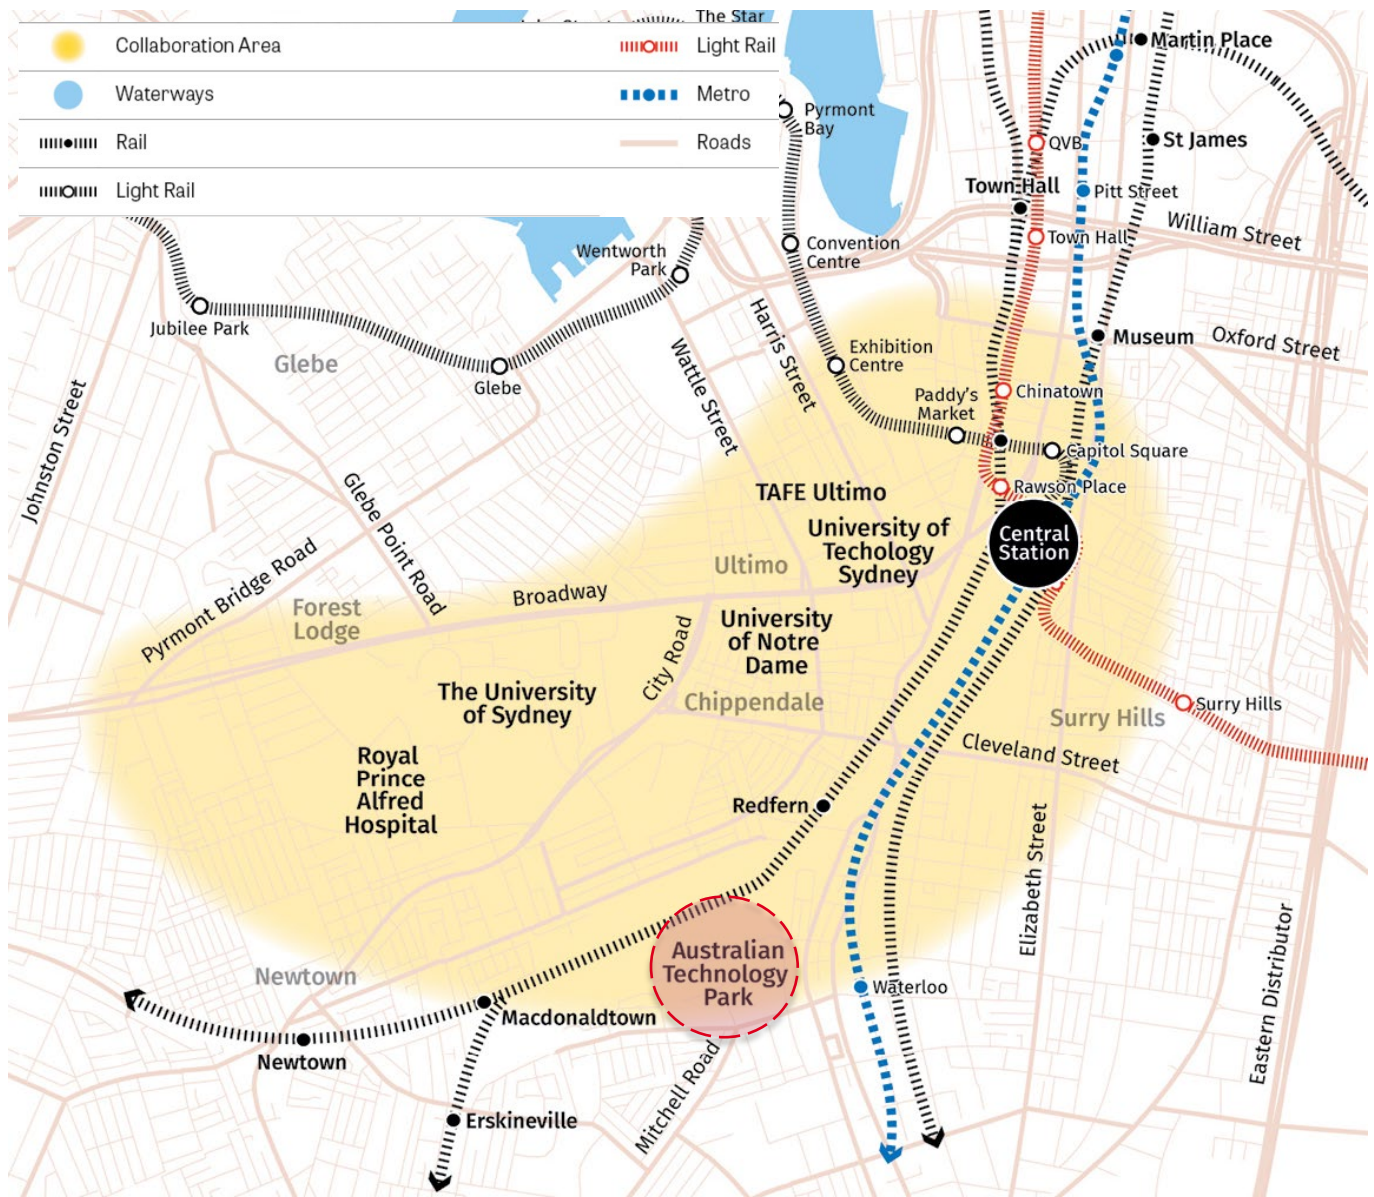 The Star
Collaboration Area
Light Rail
Waterways
Metro
Rail
Roads
Light Rail
Martin Place
Pyrmont
Bay
QVB
St James
Town Hall
Pitt Street
William Street
Town Hall
Convention
Centre
Wentworth
Park
Jubilee Park
Glebe
Glebe
Harris Street
Wattle Street
Exhibition
Centre
Museum
Oxford Street
Paddy's
Market
Chinatown
Capitol Square
Rawson Place
Johnston Street
Glebe Point Road
Pyrmont Bridge Road
TAFE Ultimo
University of
Techology
Sydney
Central
Station
Ultimo
Broadway
Forest
Lodge
University
of Notre
Dame
City Road
Chippendale
The University
of Sydney
Surry Hills
Surry Hills
Cleveland Street
Royal
Prince
Alfred
Hospital
Redfern
Elizabeth Street
Australian
Technology
Park
Newtown
Waterloo
Eastern Distributor
Macdonaldtown
Newtown
Mitchell Road
Erskineville